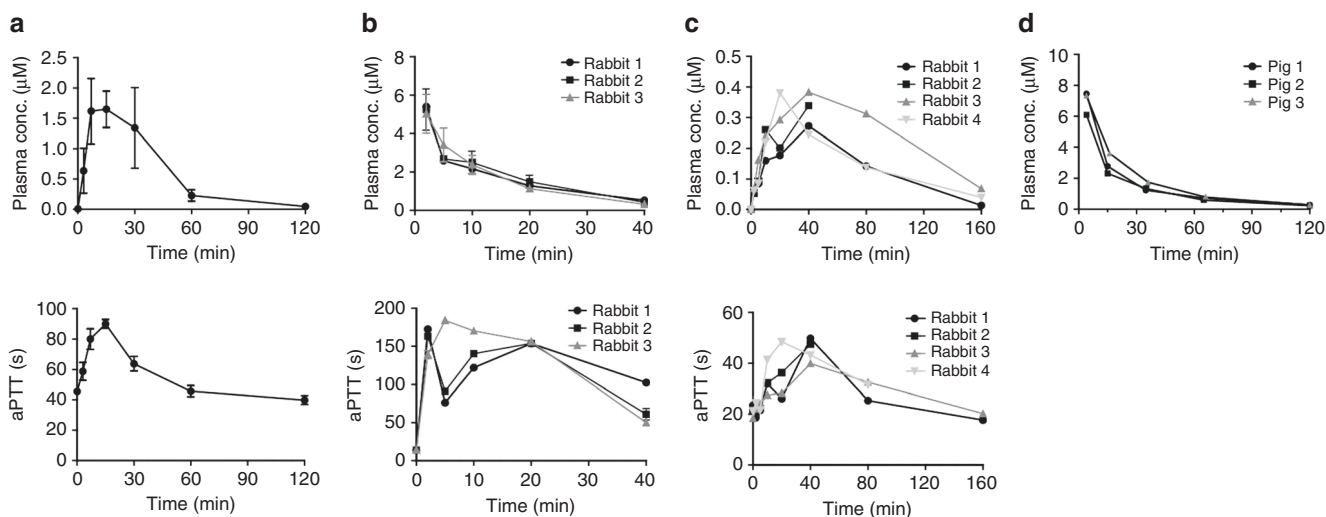 a
Plasma conc. (μM)
2.5
2.0
1.5
1.0
0.5
0.0
0 30 60 90 120
Time (min)
b
Plasma conc. (μM)
8
6
4
2
0
0 10 20 30 40
Time (min)
Rabbit 1
Rabbit 2
Rabbit 3
c
Plasma conc. (μM)
0.5
0.4
0.3
0.2
0.1
0.0
0 40 80 120 160
Time (min)
Rabbit 1
Rabbit 2
Rabbit 3
Rabbit 4
d
Plasma conc. (μM)
10
8
6
4
2
0
0 30 60 90 120
Time (min)
Pig 1
Pig 2
Pig 3
aPTT (s)
100
80
60
40
20
0
0 30 60 90 120
Time (min)
aPTT (s)
200
150
100
50
0
0 10 20 30 40
Time (min)
Rabbit 1
Rabbit 2
Rabbit 3
aPTT (s)
60
40
20
0
0 40 80 120 160
Time (min)
Rabbit 1
Rabbit 2
Rabbit 3
Rabbit 4